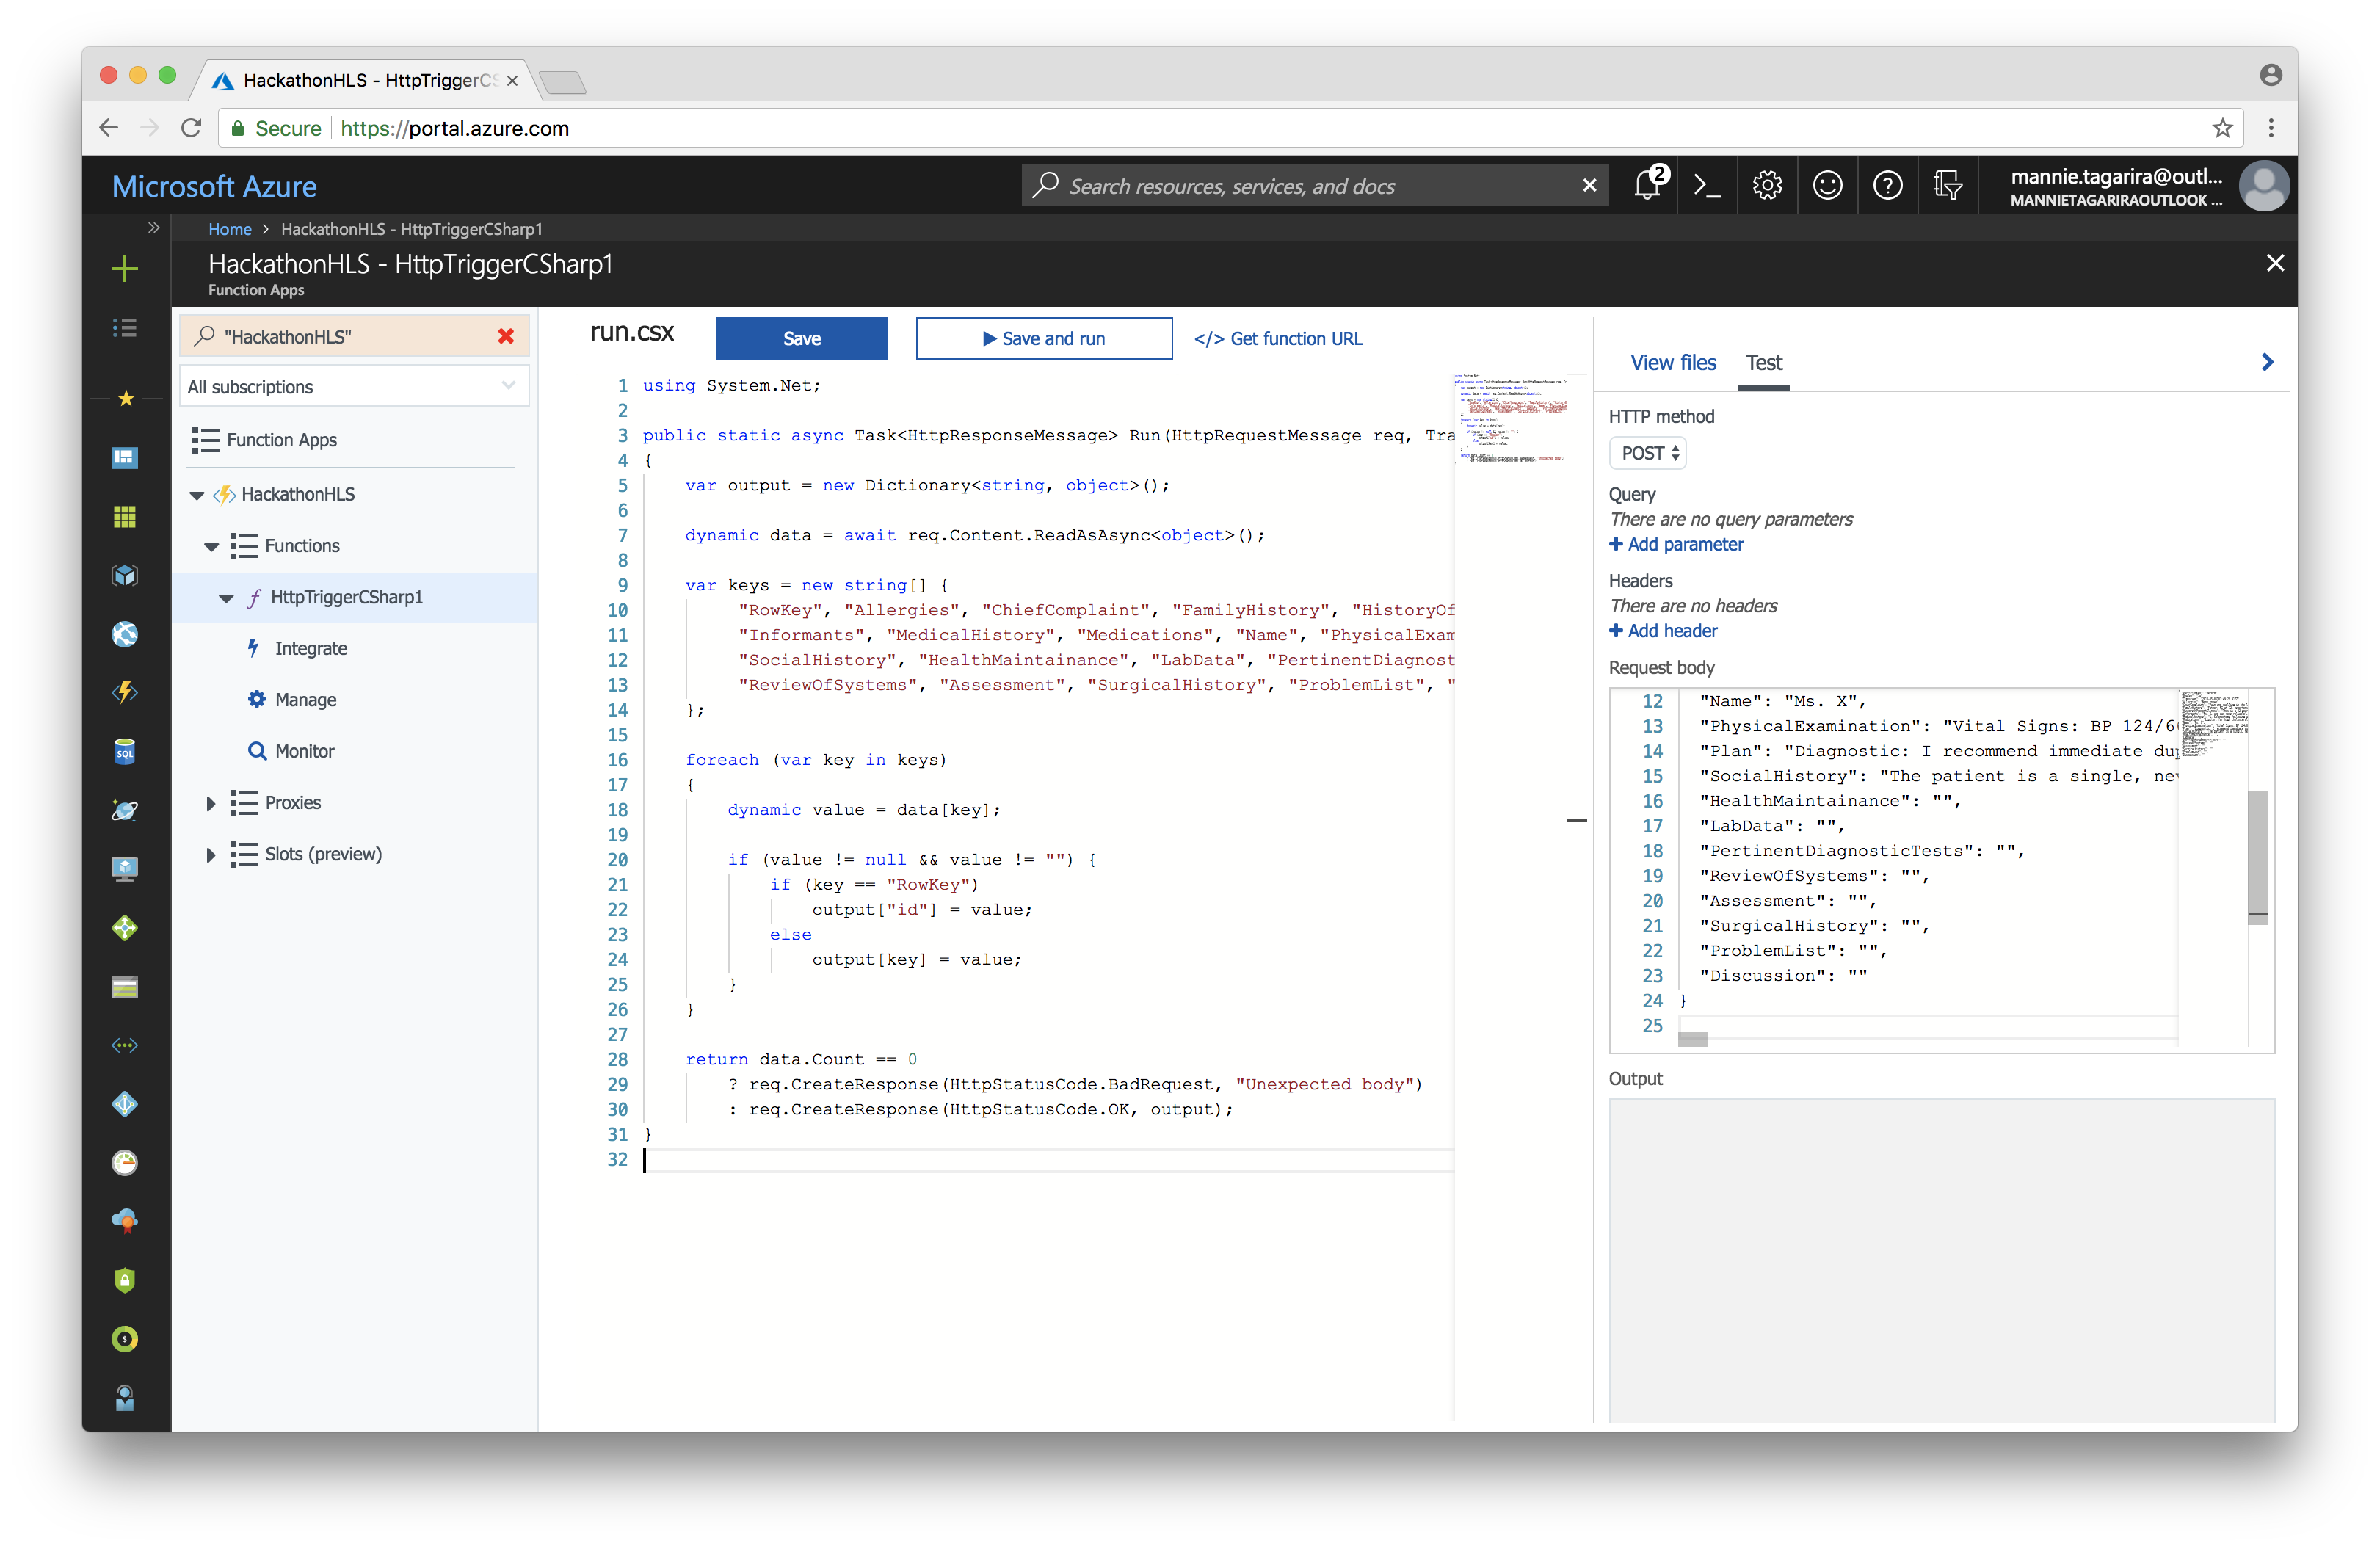 HackathonHLS - HttpTriggerCS
Secure https://portal.azure.com
Microsoft Azure
Search resources, services, and docs
2
mannie.tagarira@outl...
MANNIETAGARIRAOUTLOOK ...
Home > HackathonHLS - HttpTriggerCSharp1
HackathonHLS - HttpTriggerCSharp1
Function Apps
"HackathonHLS"
All subscriptions
Function Apps
HackathonHLS
Functions
HttpTriggerCSharp1
Integrate
Manage
Monitor
Proxies
Slots (preview)
run.csx
Save
Save and run
</> Get function URL
1 using System.Net;
2
3 public static async Task<HttpResponseMessage> Run(HttpRequestMessage req, Tra
4 {
5 var output = new Dictionary<string, object>();
6
7 dynamic data = await req.Content.ReadAsAsync<object>();
8
9 var keys = new string[] {
10 "RowKey", "Allergies", "ChiefComplaint", "FamilyHistory", "HistoryOf
11 "Informants", "MedicalHistory", "Medications", "Name", "PhysicalExam
12 "SocialHistory", "HealthMaintainance", "LabData", "PertinentDiagnost
13 "ReviewOfSystems", "Assessment", "SurgicalHistory", "ProblemList", "
14 };
15
16 foreach (var key in keys)
17 {
18 dynamic value = data[key];
19
20 if (value != null && value != "") {
21 if (key == "RowKey")
22 output["id"] = value;
23 else
24 output[key] = value;
25 }
26 }
27
28 return data.Count == 0
29 ? req.CreateResponse(HttpStatusCode.BadRequest, "Unexpected body")
30 : req.CreateResponse(HttpStatusCode.OK, output);
31 }
32
View files
Test
HTTP method
POST
Query
There are no query parameters
+ Add parameter
Headers
There are no headers
+ Add header
Request body
12 "Name": "Ms. X",
13 "PhysicalExamination": "Vital Signs: BP 124/6
14 "Plan": "Diagnostic: I recommend immediate du
15 "SocialHistory": "The patient is a single, ne
16 "HealthMaintainance": "",
17 "LabData": "",
18 "PertinentDiagnosticTests": "",
19 "ReviewOfSystems": "",
20 "Assessment": "",
21 "SurgicalHistory": "",
22 "ProblemList": "",
23 "Discussion": ""
24 }
25
Output